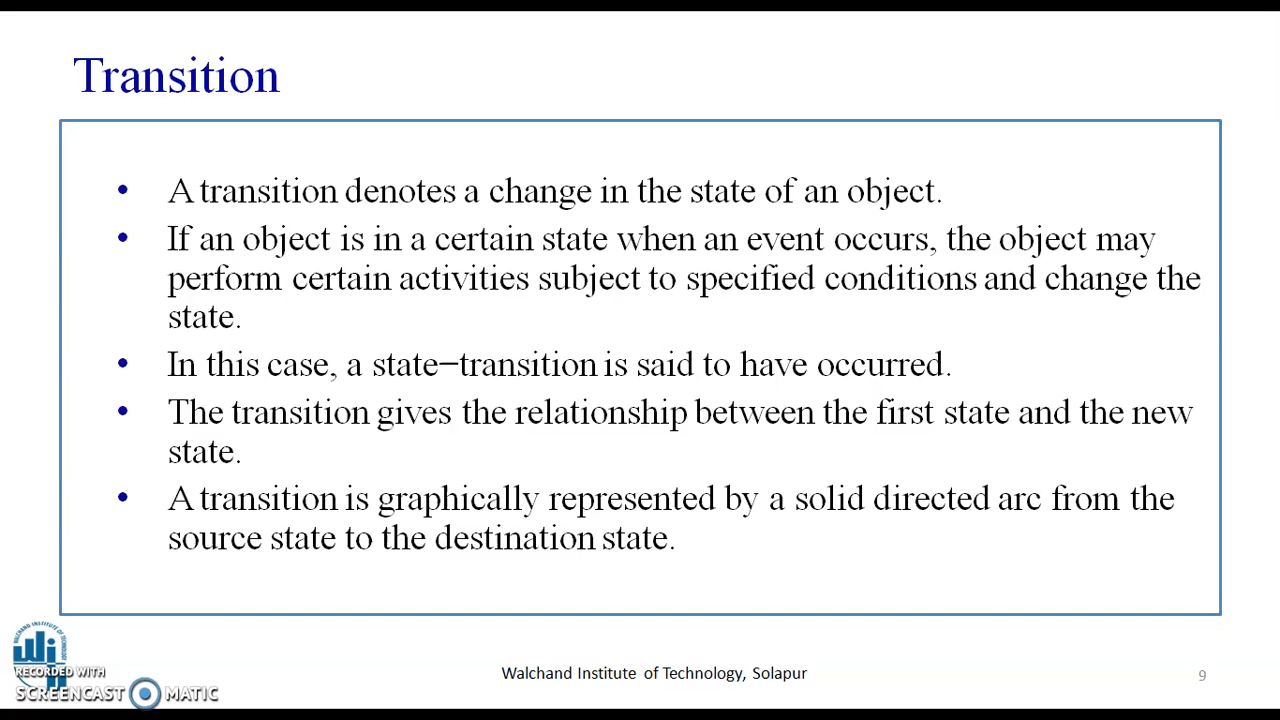 Transition
• A transition denotes a change in the state of an object.
• If an object is in a certain state when an event occurs, the object may
perform certain activities subject to specified conditions and change the
state.
• In this case, a state−transition is said to have occurred.
• The transition gives the relationship between the first state and the new
state.
• A transition is graphically represented by a solid directed arc from the
source state to the destination state.
WALCHAND INSTITUTE OF TECHNOLOGY
RECORDED WITH
SCREENCAST MATIC
Walchand Institute of Technology, Solapur
9